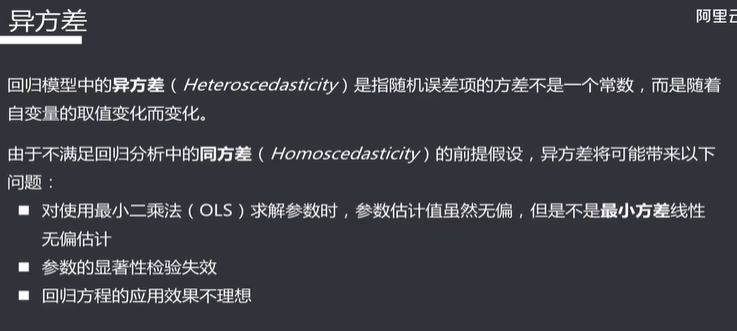 异方差
阿里云
回归模型中的异方差（Heteroscedasticity）是指随机误差项的方差不是一个常数，而是随着
自变量的取值变化而变化。
由于不满足回归分析中的同方差（Homoscedasticity）的前提假设，异方差将可能带来以下
问题：
■ 对使用最小二乘法（OLS）求解参数时，参数估计值虽然无偏，但是不是最小方差线性
无偏估计
■ 参数的显著性检验失效
■ 回归方程的应用效果不理想